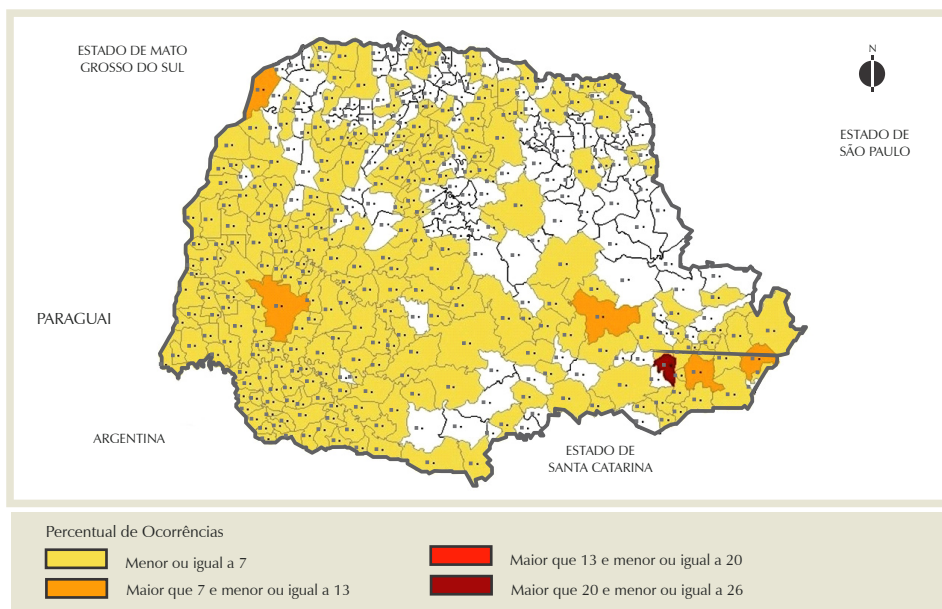 ESTADO DE MATO
GROSSO DO SUL
N
ESTADO DE
SÃO PAULO
PARAGUAI
ARGENTINA
ESTADO DE
SANTA CATARINA
Percentual de Ocorrências
Menor ou igual a 7
Maior que 13 e menor ou igual a 20
Maior que 7 e menor ou igual a 13
Maior que 20 e menor ou igual a 26